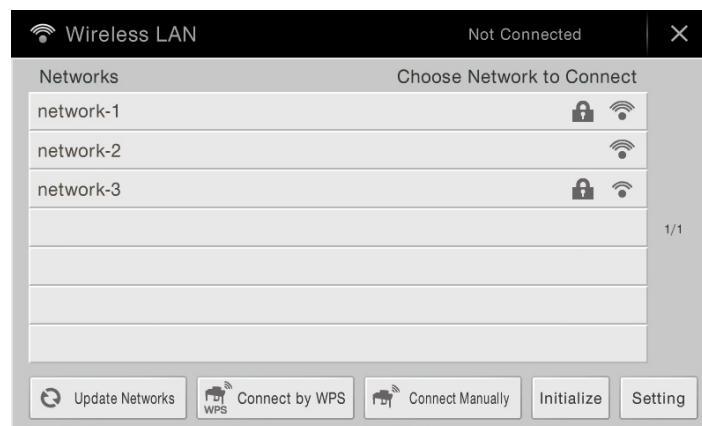 Wireless LAN Not Connected
Networks Choose Network to Connect
network-1
network-2
network-3
1/1
Update Networks WPS Connect by WPS Connect Manually Initialize Setting